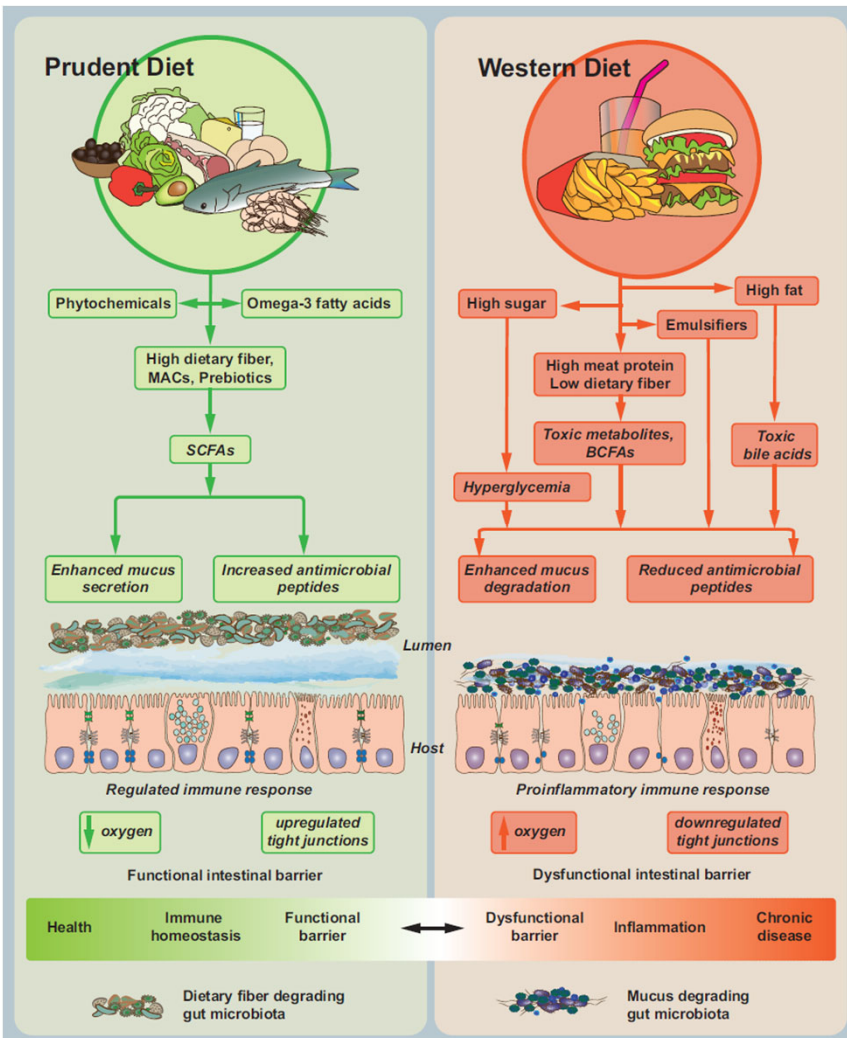 Prudent Diet
Western Diet
Phytochemicals
Omega-3 fatty acids
High dietary fiber,
MACs, Prebiotics
SCFAs
Enhanced mucus
secretion
Increased antimicrobial
peptides
High sugar
High fat
Emulsifiers
High meat protein
Low dietary fiber
Toxic metabolites,
BCFAs
Toxic
bile acids
Hyperglycemia
Enhanced mucus
degradation
Reduced antimicrobial
peptides
Lumen
Host
Regulated immune response
oxygen
upregulated
tight junctions
Functional intestinal barrier
Proinflammatory immune response
oxygen
downregulated
tight junctions
Dysfunctional intestinal barrier
Health
Immune
homeostasis
Functional
barrier
Dysfunctional
barrier
Inflammation
Chronic
disease
Dietary fiber degrading
gut microbiota
Mucus degrading
gut microbiota